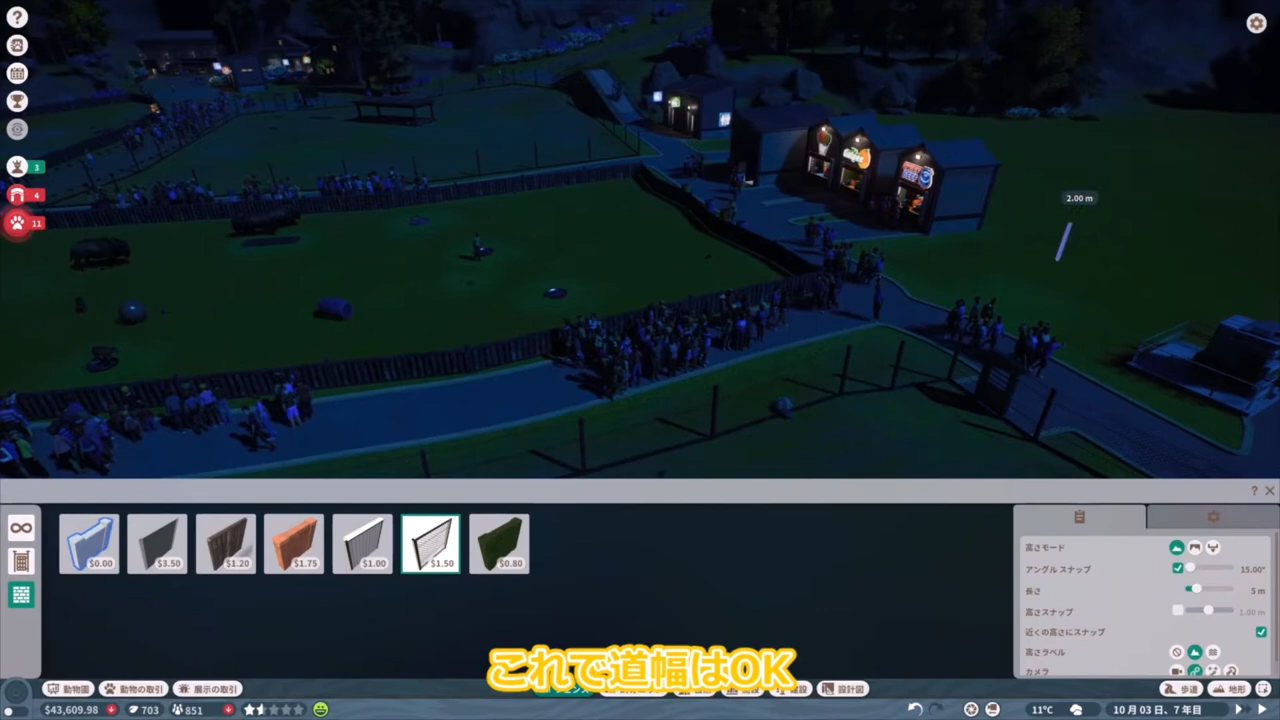 ?
3
4
11
2.00 m
? ×
$0.00
$3.50
$1.20
$1.75
$1.00
$1.50
$0.80
高さモード
アングル スナップ 15.00°
長さ 5 m
高さスナップ 1.00 m
近くの高さにスナップ
高さラベル
カメラ
これで道幅はOK
動物園
動物の取引
展示の取引
設計図
歩道
地形
$43,609.98
703
851
11°C
10 月 03 日、7 年目